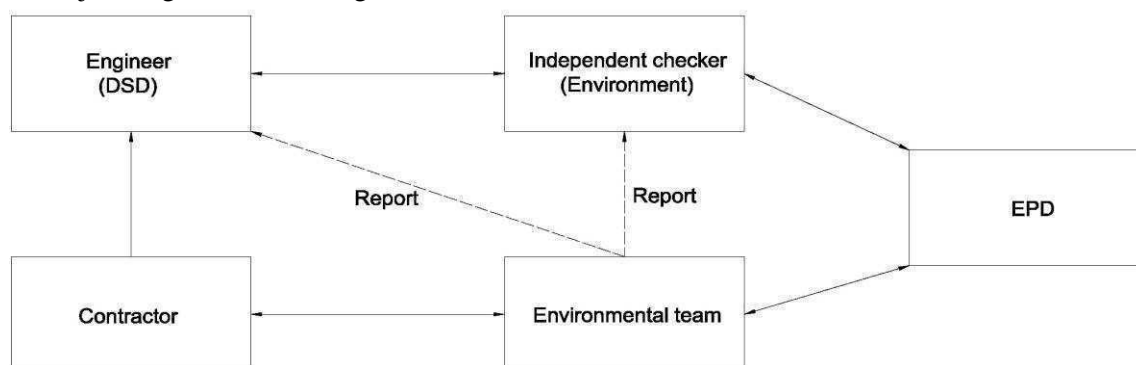 Engineer
(DSD)
Independent checker
(Environment)
Report
Report
EPD
Contractor
Environmental team